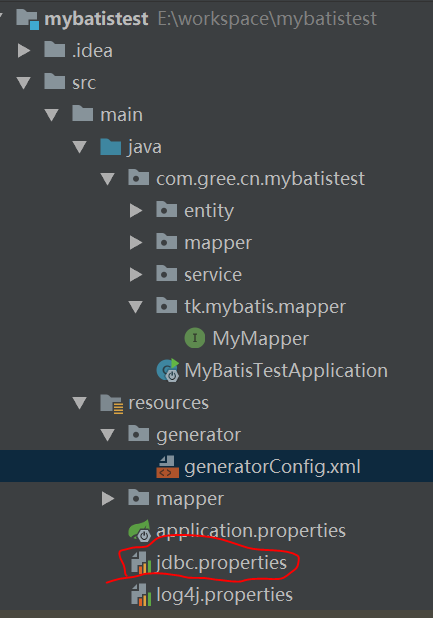 mybatistest E:\workspace\mybatistest
.idea
src
main
java
com.gree.cn.mybatistest
entity
mapper
service
tk.mybatis.mapper
I MyMapper
MyBatisTestApplication
resources
generator
<> generatorConfig.xml
mapper
application.properties
jdbc.properties
log4j.properties